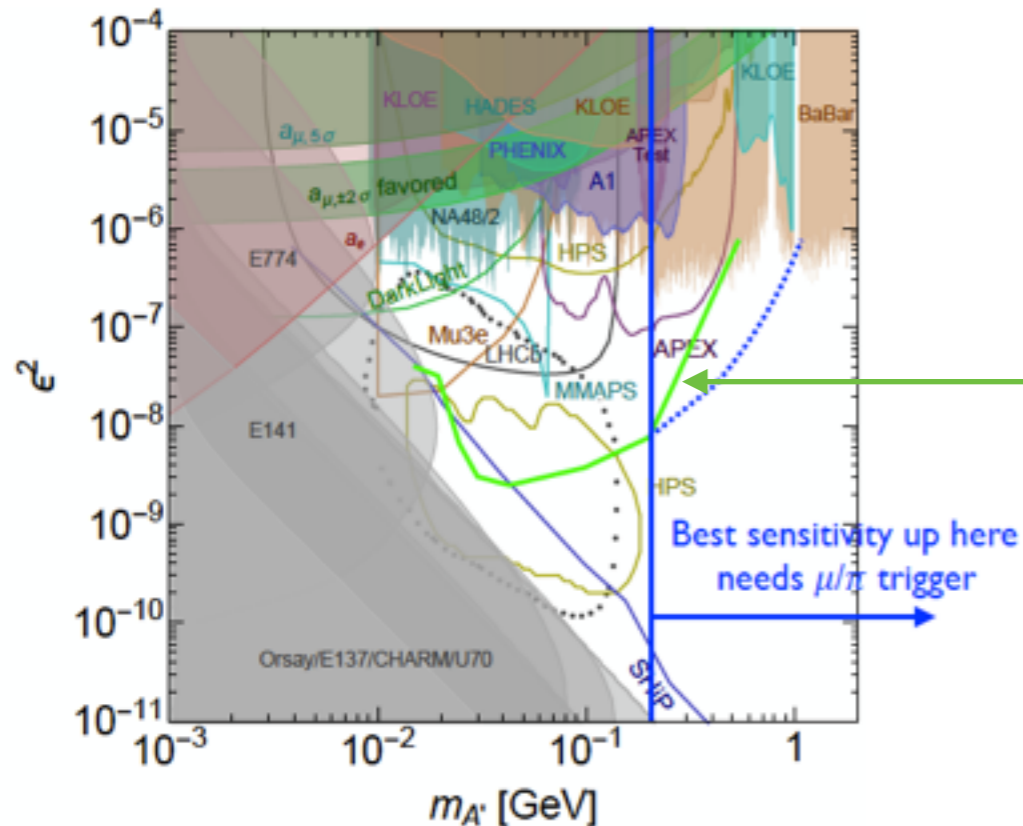 10⁻⁴
10⁻⁵
10⁻⁶
10⁻⁷
10⁻⁸
10⁻⁹
10⁻¹⁰
10⁻¹¹
ϵ²
KLOE
HADES
KLOE
KLOE
BaBar
aμ,5σ
PHENIX
APEX
Test
A1
aμ,±2σ favored
NA48/2
ae
E774
HPS
DarkLight
Mu3e
LHCb
APEX
MMAPS
E141
HPS
Best sensitivity up here
needs μ/π trigger
Orsay/E137/CHARM/U70
SHiP
10⁻³
10⁻²
10⁻¹
1
mA' [GeV]